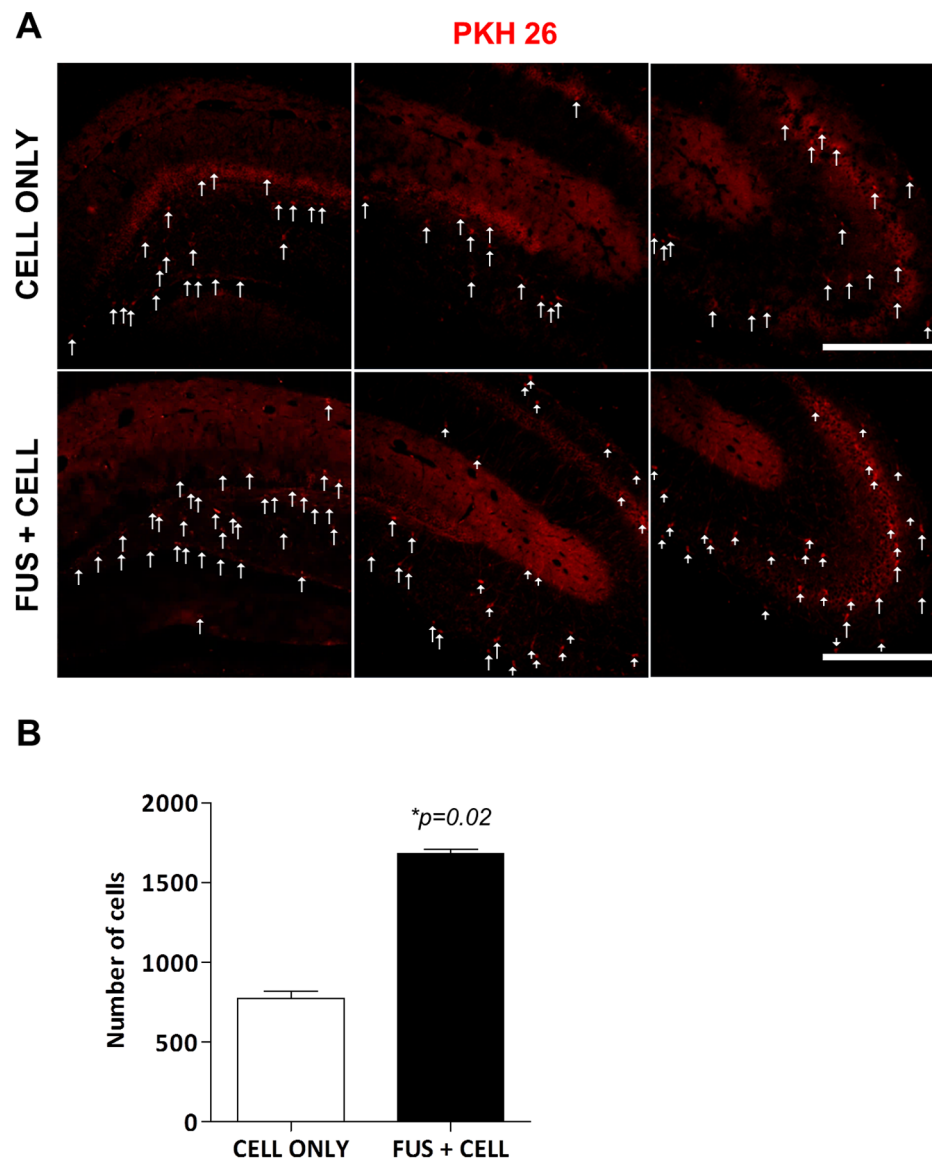 A
PKH 26
CELL ONLY
FUS + CELL
B
2000
1500
1000
500
0
Number of cells
*p=0.02
CELL ONLY
FUS + CELL